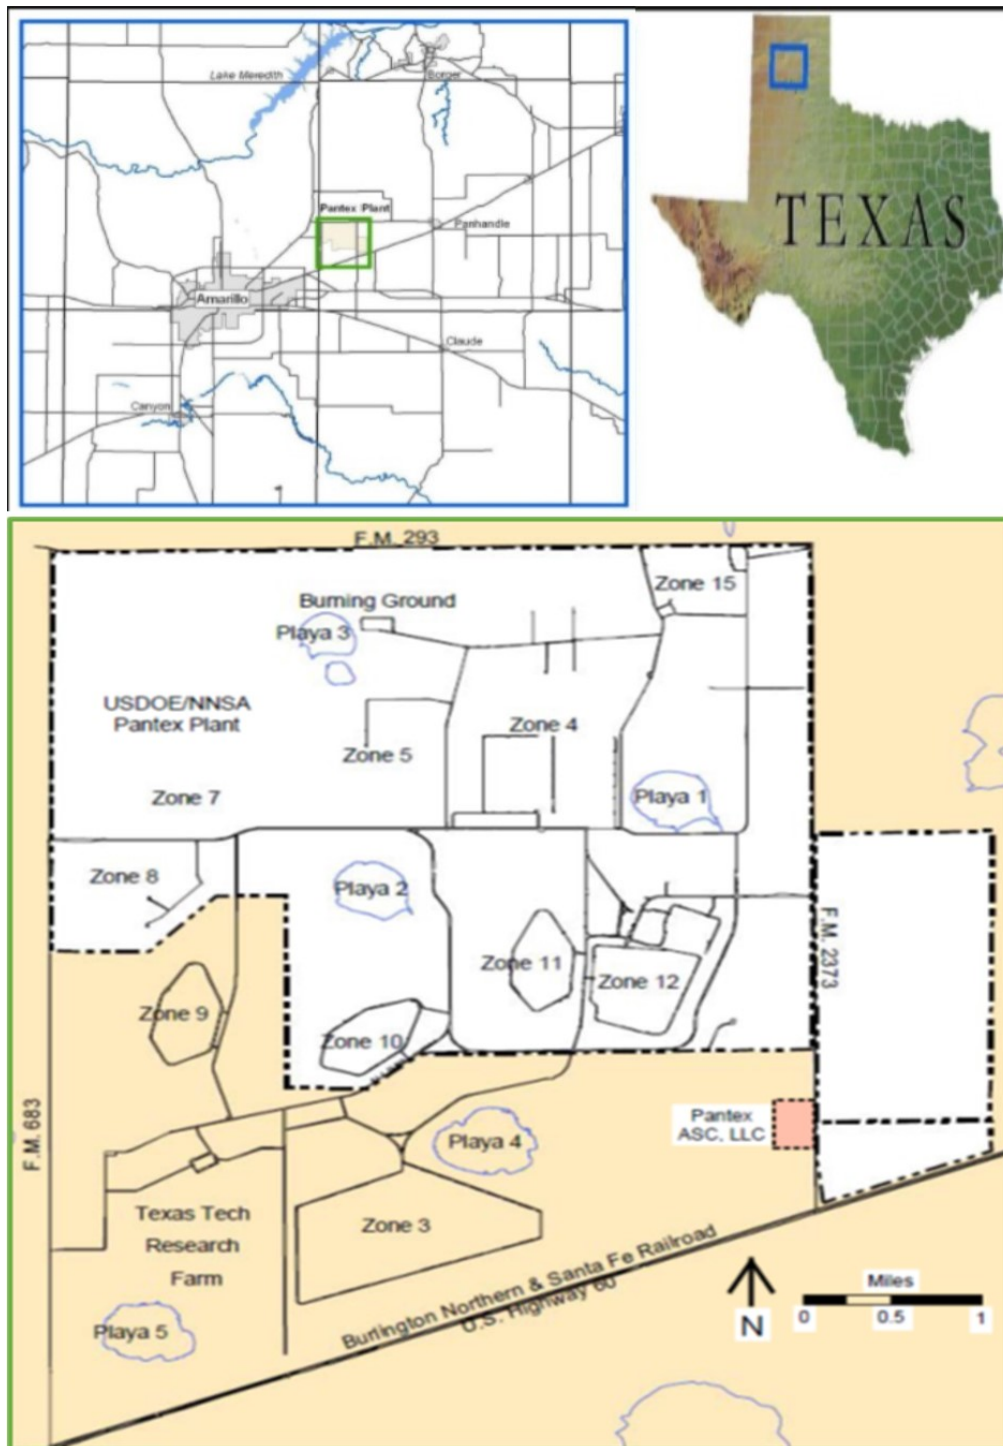 Lake Meredith
Borger
Pantex Plant
Panhandle
Amarillo
Claude
Canyon
TEXAS
F.M. 293
Zone 15
Burning Ground
Playa 3
USDOE/NNSA
Pantex Plant
Zone 4
Zone 5
Zone 7
Playa 1
Zone 8
Playa 2
F.M. 2373
Zone 11
Zone 12
Zone 9
Zone 10
F.M. 683
Pantex
ASC, LLC
Playa 4
Texas Tech
Research
Farm
Zone 3
Burlington Northern & Santa Fe Railroad
U.S. Highway 60
Playa 5
N
Miles
0 0.5 1